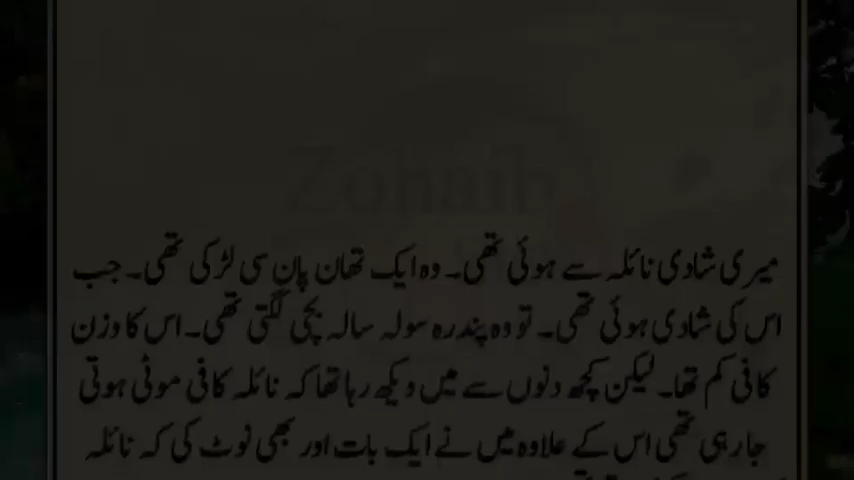 Zohaib
میری شادی نائلہ سے ہوئی تھی۔ وہ ایک تھان پان سی لڑکی تھی۔ جب
اس کی شادی ہوئی تھی۔ تو وہ پندرہ سولہ سالہ بچی لگتی تھی۔ اس کا وزن
کافی کم تھا۔ لیکن کچھ دنوں سے میں دیکھ رہا تھا کہ نائلہ کافی موٹی ہوتی
جا رہی تھی اس کے علاوہ میں نے ایک بات اور بھی نوٹ کی کہ نائلہ